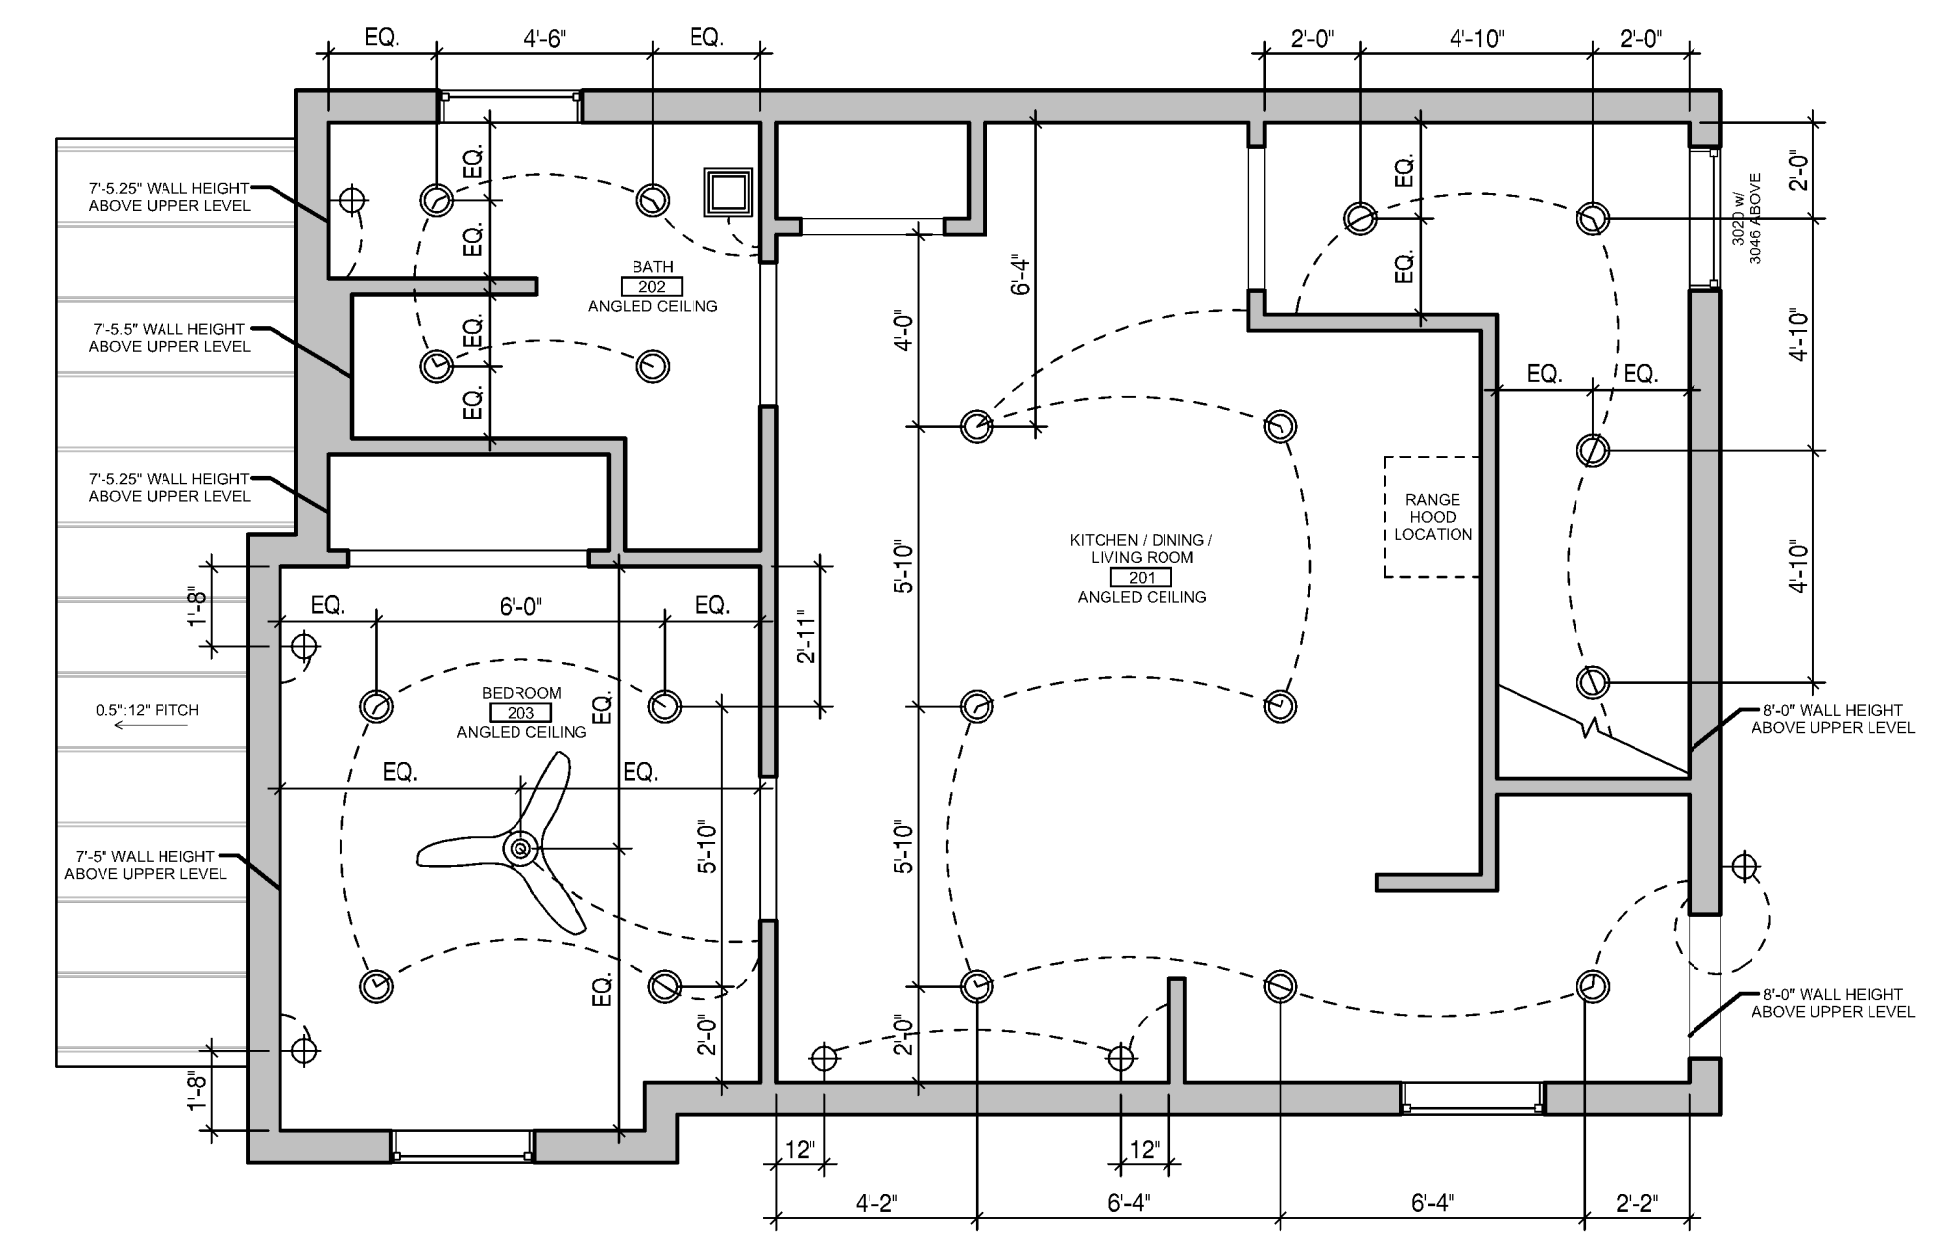 EQ.
4'-6"
EQ.
2'-0"
4'-10"
2'-0"
7'-5.25" WALL HEIGHT
ABOVE UPPER LEVEL
EQ.
EQ.
BATH
202
ANGLED CEILING
EQ.
EQ.
7'-5.5" WALL HEIGHT
ABOVE UPPER LEVEL
7'-5.25" WALL HEIGHT
ABOVE UPPER LEVEL
6'-4"
4'-0"
EQ.
EQ.
3020 w/
3046 ABOVE
2'-0"
4'-10"
4'-10"
EQ.
EQ.
RANGE
HOOD
LOCATION
KITCHEN / DINING /
LIVING ROOM
201
ANGLED CEILING
5'-10"
1'-8"
EQ.
6'-0"
EQ.
2'-11"
BEDROOM
203
ANGLED CEILING
EQ.
0.5":12" PITCH
8'-0" WALL HEIGHT
ABOVE UPPER LEVEL
EQ.
EQ.
7'-5" WALL HEIGHT
ABOVE UPPER LEVEL
5'-10"
5'-10"
EQ.
8'-0" WALL HEIGHT
ABOVE UPPER LEVEL
2'-0"
2'-0"
1'-8"
12"
12"
4'-2"
6'-4"
6'-4"
2'-2"